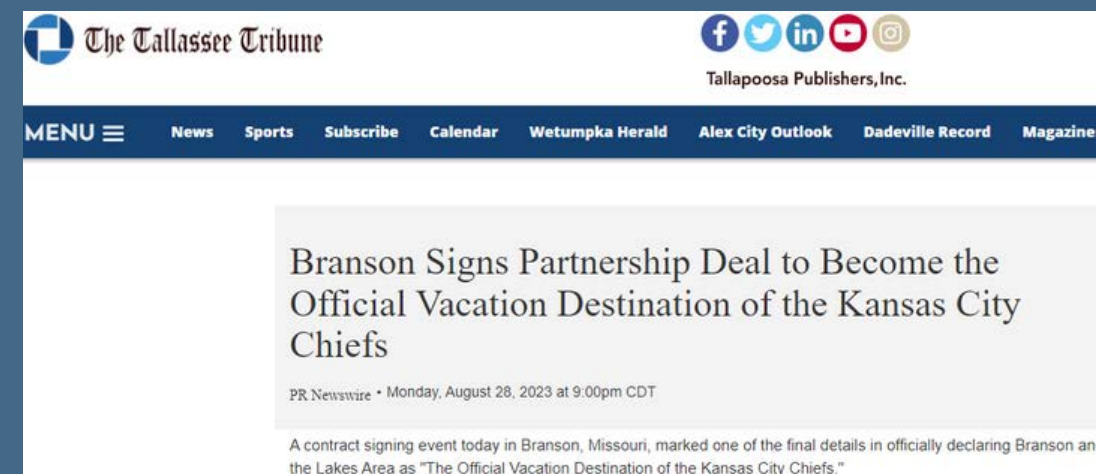 The Tallassee Tribune
Tallapoosa Publishers, Inc.
MENU News Sports Subscribe Calendar Wetumpka Herald Alex City Outlook Dadeville Record Magazine
Branson Signs Partnership Deal to Become the
Official Vacation Destination of the Kansas City
Chiefs
PR Newswire • Monday, August 28, 2023 at 9:00pm CDT
A contract signing event today in Branson, Missouri, marked one of the final details in officially declaring Branson an
the Lakes Area as "The Official Vacation Destination of the Kansas City Chiefs."